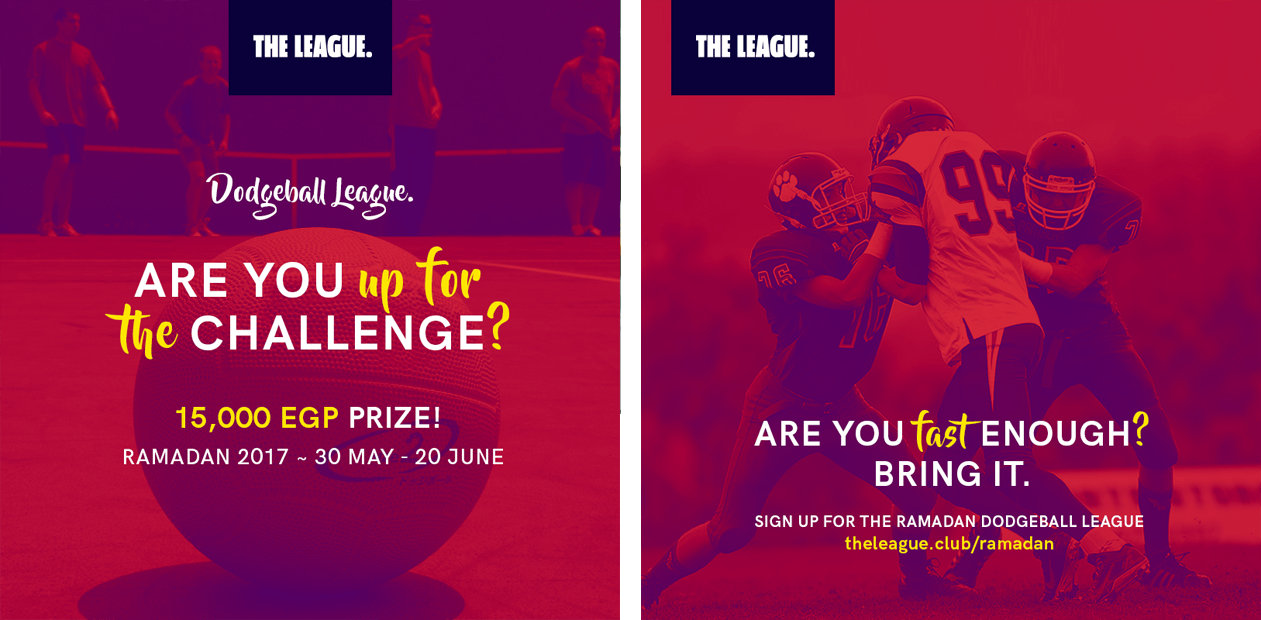 THE LEAGUE.
Dodgeball League.
ARE YOU up for
the CHALLENGE?
15,000 EGP PRIZE!
RAMADAN 2017 ~ 30 MAY - 20 JUNE
THE LEAGUE.
99
76
ARE YOU fast ENOUGH?
BRING IT.
SIGN UP FOR THE RAMADAN DODGEBALL LEAGUE
theleague.club/ramadan